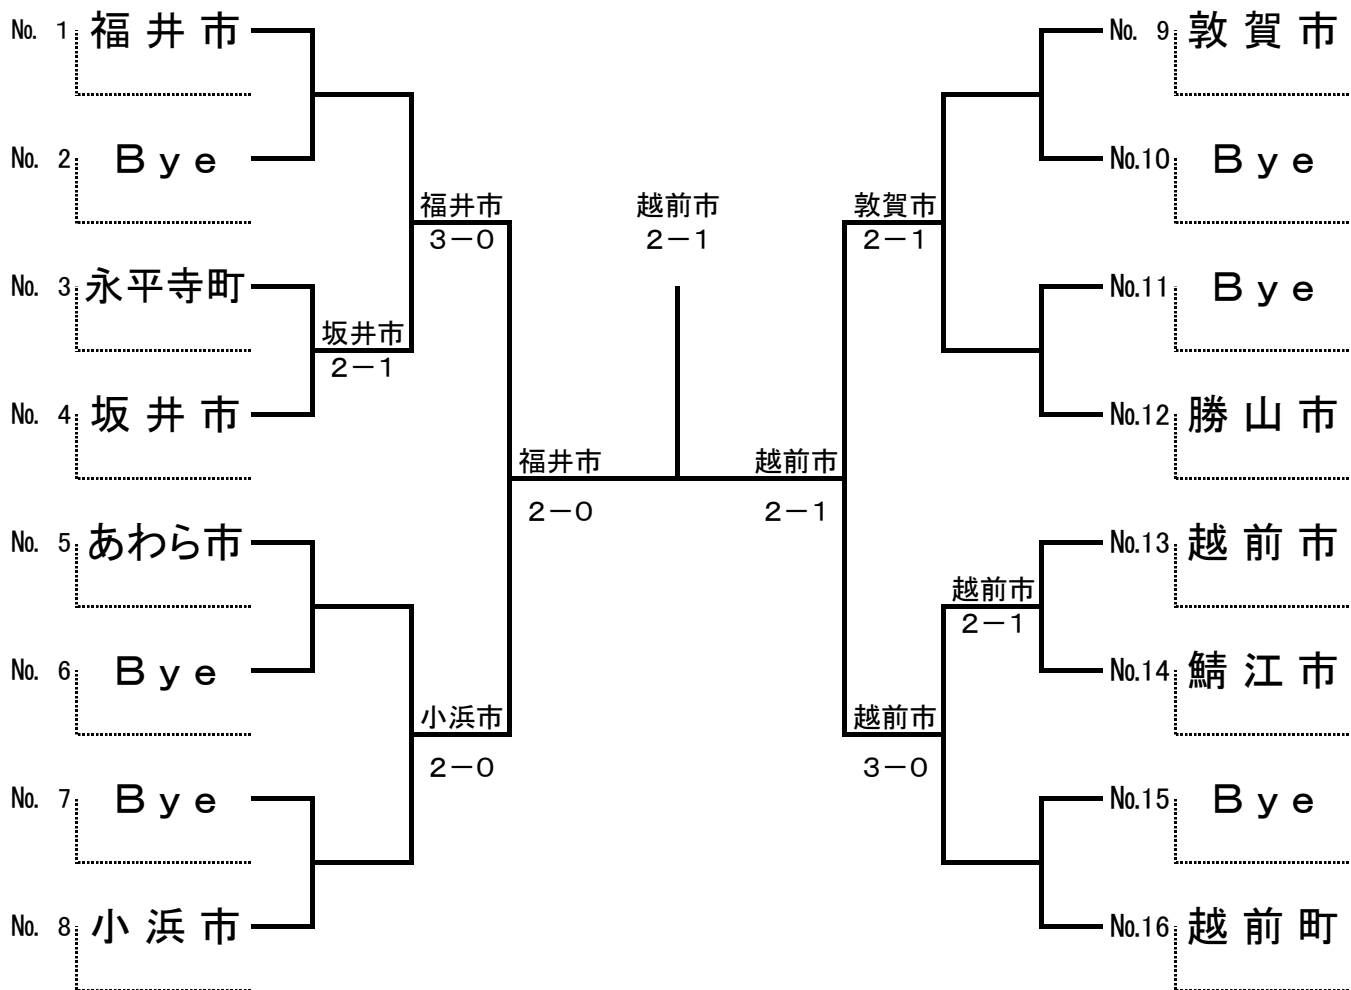 No. 1 福井市
No. 2 Bye
No. 3 永平寺町
No. 4 坂井市
No. 5 あわら市
No. 6 Bye
No. 7 Bye
No. 8 小浜市
坂井市
2－1
福井市
3－0
小浜市
2－0
福井市
2－0
越前市
2－1
越前市
2－1
敦賀市
2－1
越前市
3－0
越前市
2－1
No. 9 敦賀市
No.10 Bye
No.11 Bye
No.12 勝山市
No.13 越前市
No.14 鯖江市
No.15 Bye
No.16 越前町